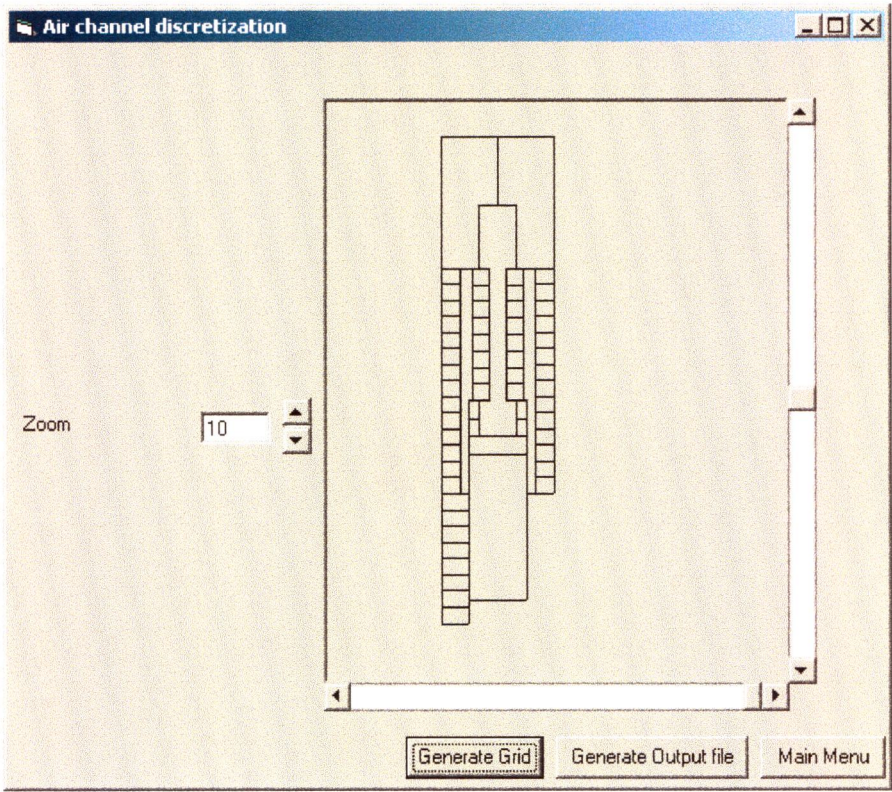 Air channel discretization
Zoom
10
Generate Grid
Generate Output file
Main Menu